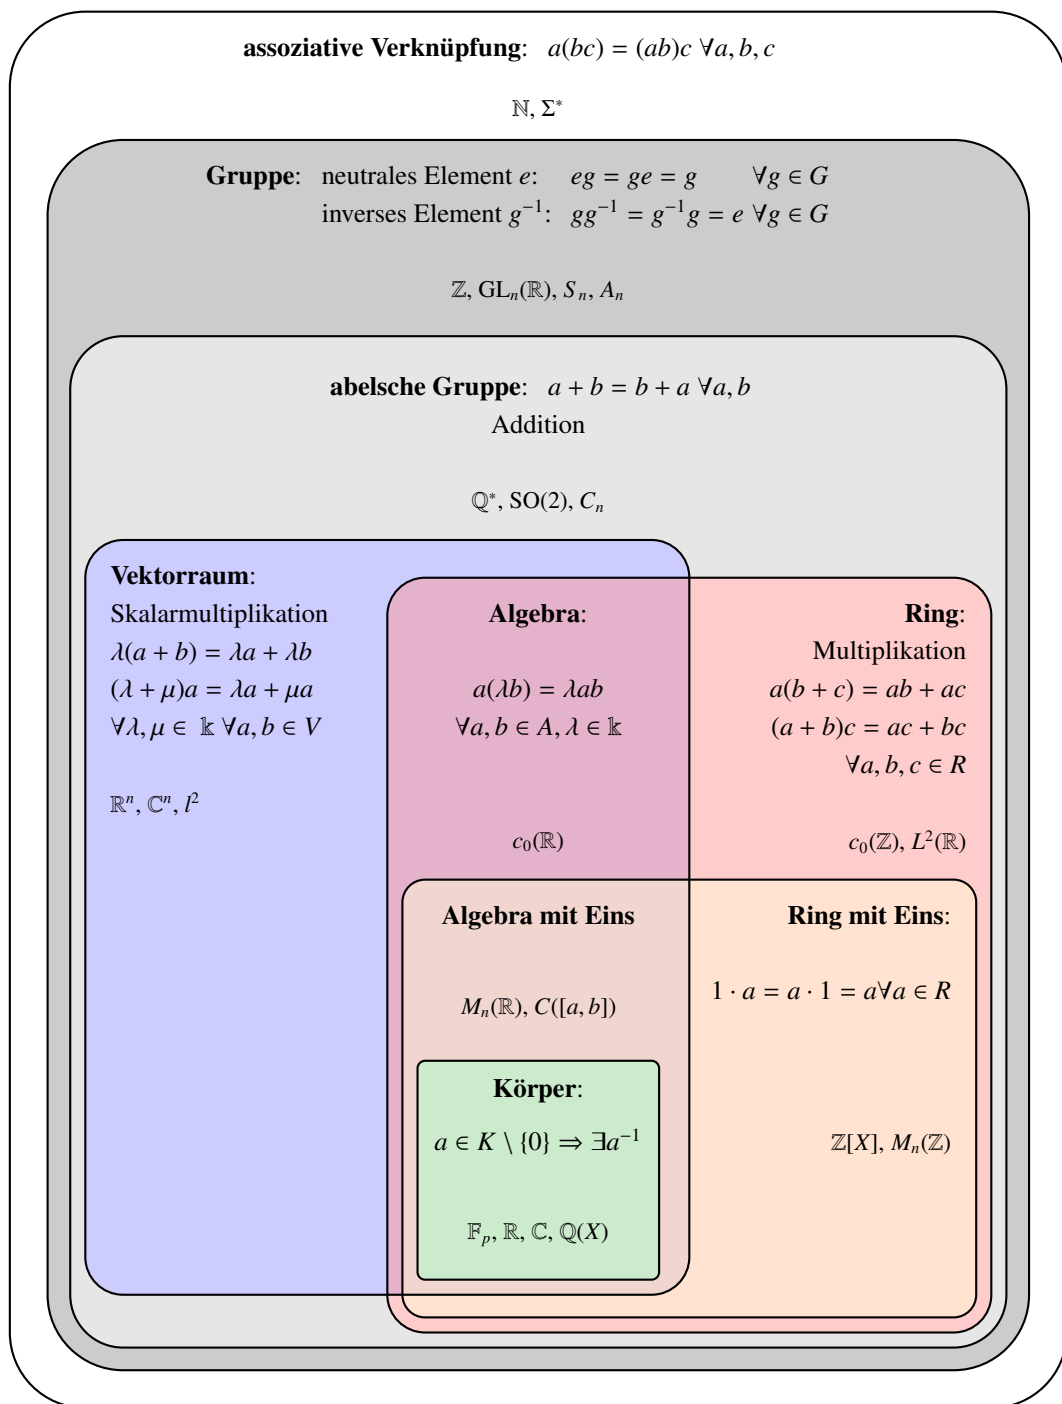 assoziative Verknüpfung: a(bc) = (ab)c ∀a, b, c
ℕ, Σ*
Gruppe: neutrales Element e: eg = ge = g ∀g ∈ G
inverses Element g⁻¹: gg⁻¹ = g⁻¹g = e ∀g ∈ G
ℤ, GLₙ(ℝ), Sₙ, Aₙ
abelsche Gruppe: a + b = b + a ∀a, b
Addition
ℚ*, SO(2), Cₙ
Vektorraum:
Skalarmultiplikation
λ(a + b) = λa + λb
(λ + μ)a = λa + μa
∀λ, μ ∈ 𝕜 ∀a, b ∈ V
ℝⁿ, ℂⁿ, l²
Algebra:
a(λb) = λab
∀a, b ∈ A, λ ∈ 𝕜
c₀(ℝ)
Ring:
Multiplikation
a(b + c) = ab + ac
(a + b)c = ac + bc
∀a, b, c ∈ R
c₀(ℤ), L²(ℝ)
Algebra mit Eins
Mₙ(ℝ), C([a, b])
Ring mit Eins:
1 · a = a · 1 = a∀a ∈ R
ℤ[X], Mₙ(ℤ)
Körper:
a ∈ K \ {0} ⇒ ∃a⁻¹
𝔽ₚ, ℝ, ℂ, ℚ(X)